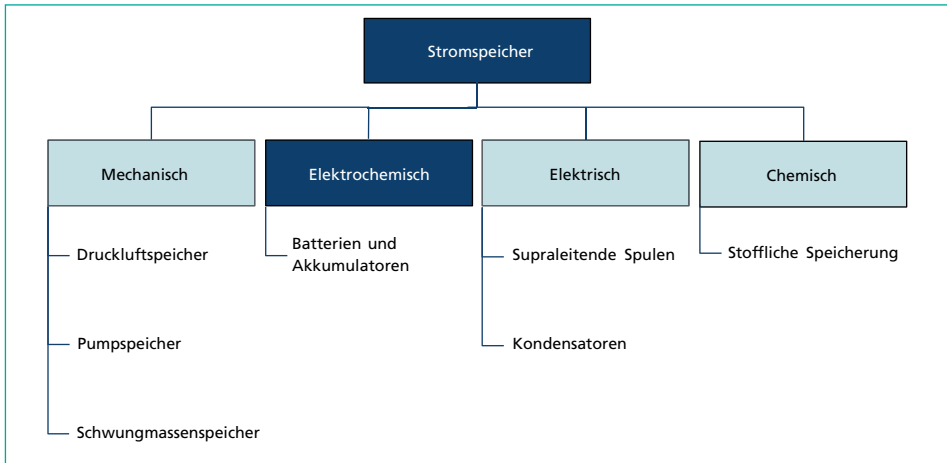 Stromspeicher
Mechanisch
Elektrochemisch
Elektrisch
Chemisch
Druckluftspeicher
Pumpspeicher
Schwungmassenspeicher
Batterien und
Akkumulatoren
Supraleitende Spulen
Kondensatoren
Stoffliche Speicherung